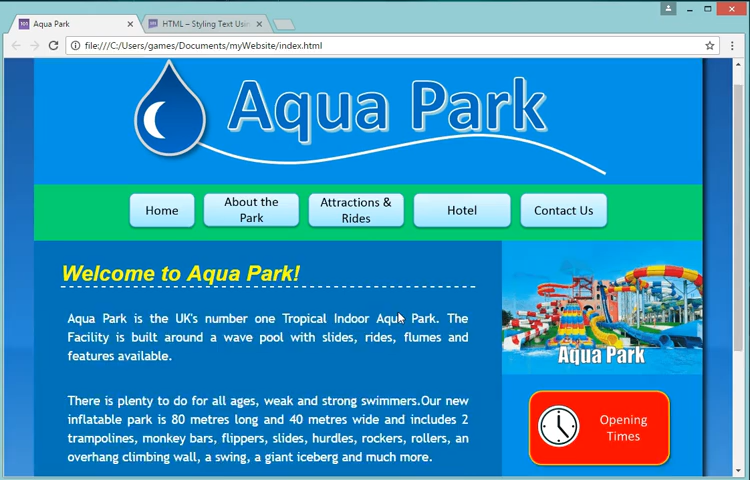 Aqua Park
HTML – Styling Text Usin
file:///C:/Users/games/Documents/myWebsite/index.html
Aqua Park
Home
About the
Park
Attractions &
Rides
Hotel
Contact Us
Welcome to Aqua Park!
Aqua Park is the UK's number one Tropical Indoor Aqua Park. The
Facility is built around a wave pool with slides, rides, flumes and
features available.
There is plenty to do for all ages, weak and strong swimmers.Our new
inflatable park is 80 metres long and 40 metres wide and includes 2
trampolines, monkey bars, flippers, slides, hurdles, rockers, rollers, an
overhang climbing wall, a swing, a giant iceberg and much more.
Aqua Park
Opening
Times